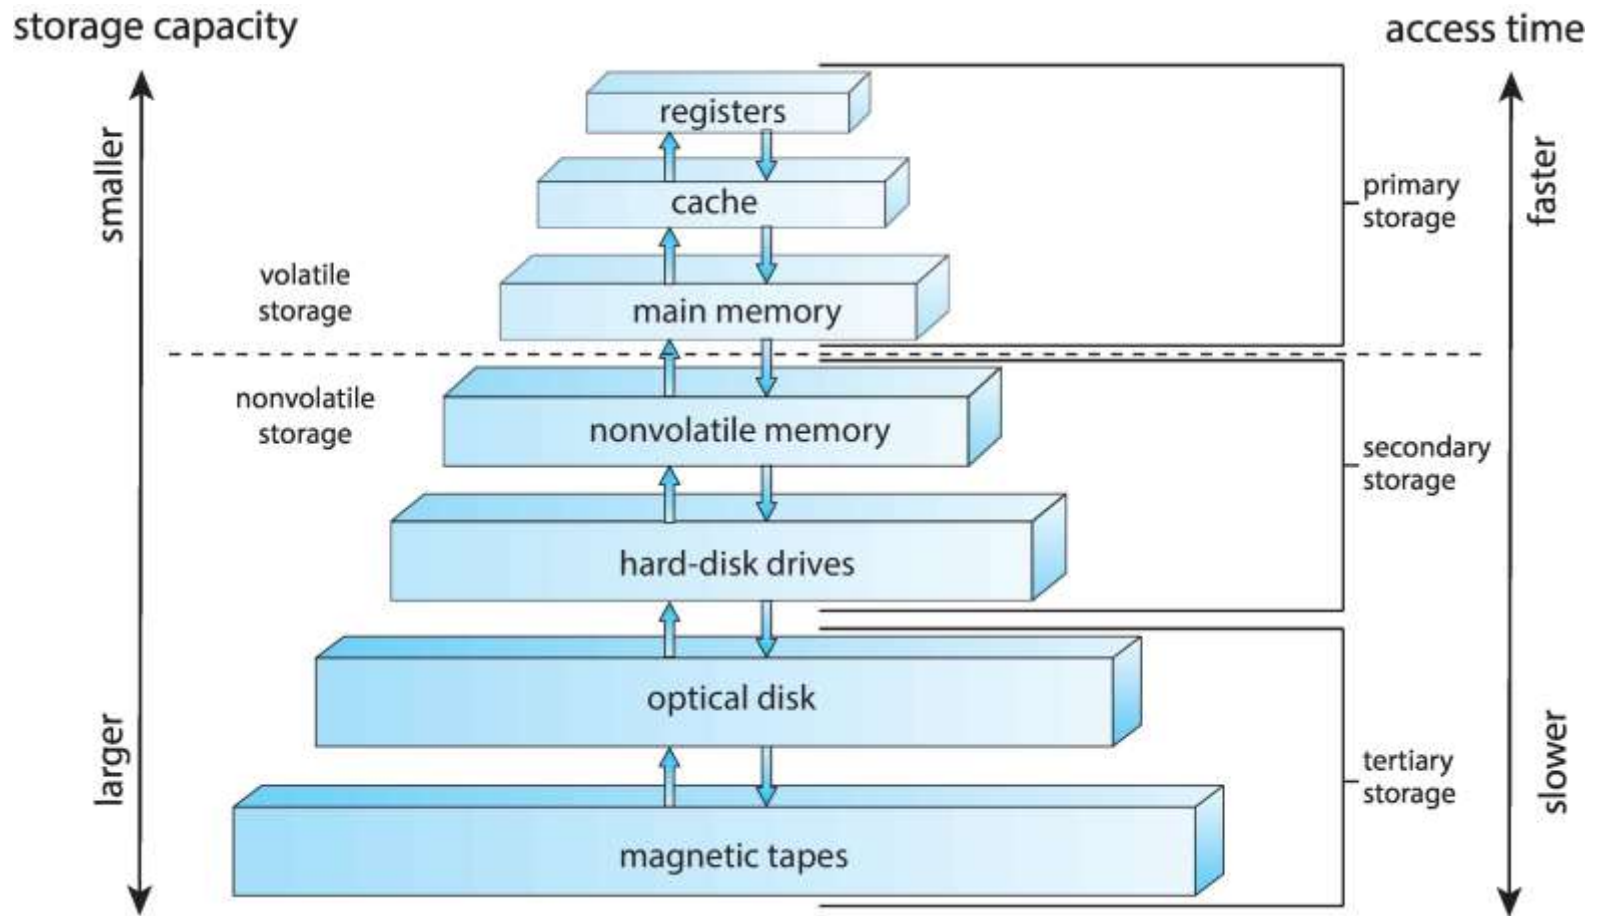 storage capacity
access time
registers
smaller
faster
cache
primary
storage
volatile
storage
main memory
nonvolatile
storage
nonvolatile memory
secondary
storage
hard-disk drives
optical disk
larger
slower
tertiary
storage
magnetic tapes